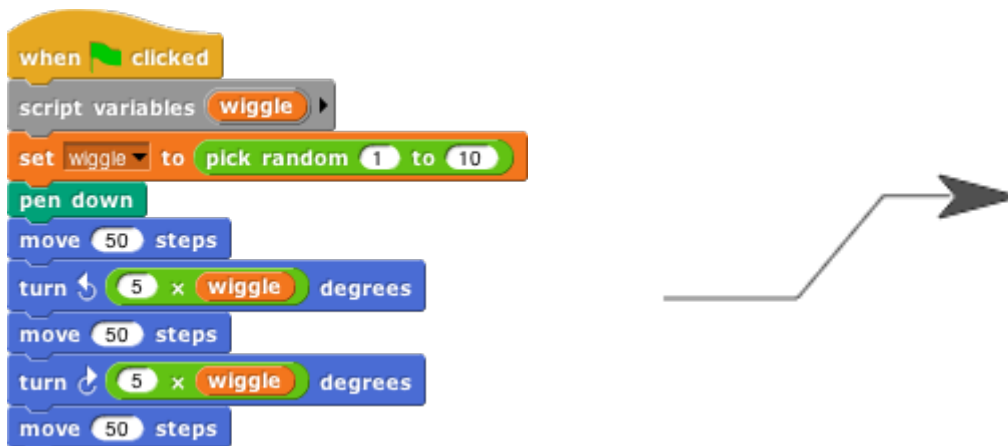 when clicked
script variables wiggle
set wiggle to pick random 1 to 10
pen down
move 50 steps
turn 5 × wiggle degrees
move 50 steps
turn 5 × wiggle degrees
move 50 steps